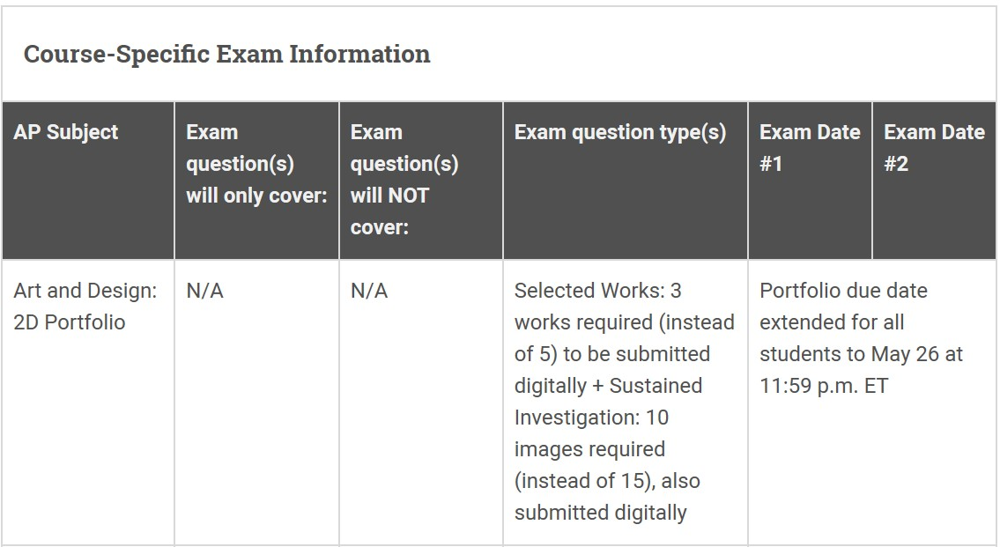 Course-Specific Exam Information
AP Subject
Exam
question(s)
will only cover:
Exam
question(s)
will NOT
cover:
Exam question type(s)
Exam Date
#1
Exam Date
#2
Art and Design:
2D Portfolio
N/A
N/A
Selected Works: 3
works required (instead
of 5) to be submitted
digitally + Sustained
Investigation: 10
images required
(instead of 15), also
submitted digitally
Portfolio due date
extended for all
students to May 26 at
11:59 p.m. ET